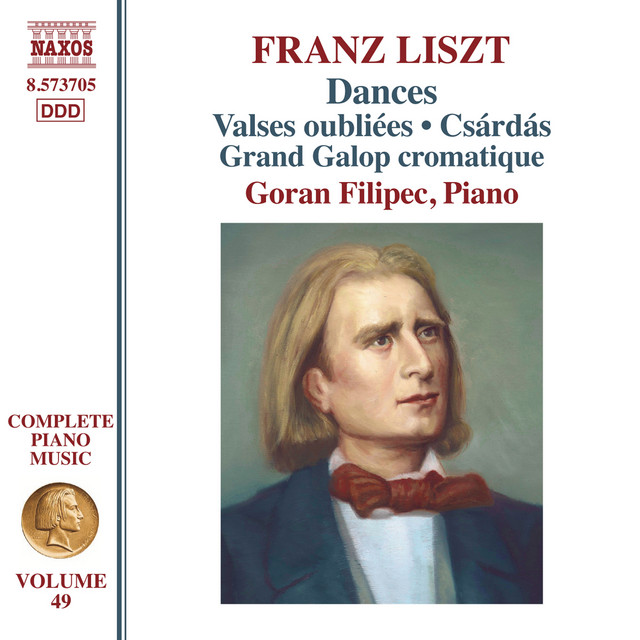 NAXOS
8.573705
DDD
FRANZ LISZT
Dances
Valses oubliées • Csárdás
Grand Galop cromatique
Goran Filipec, Piano
COMPLETE
PIANO
MUSIC
VOLUME
49